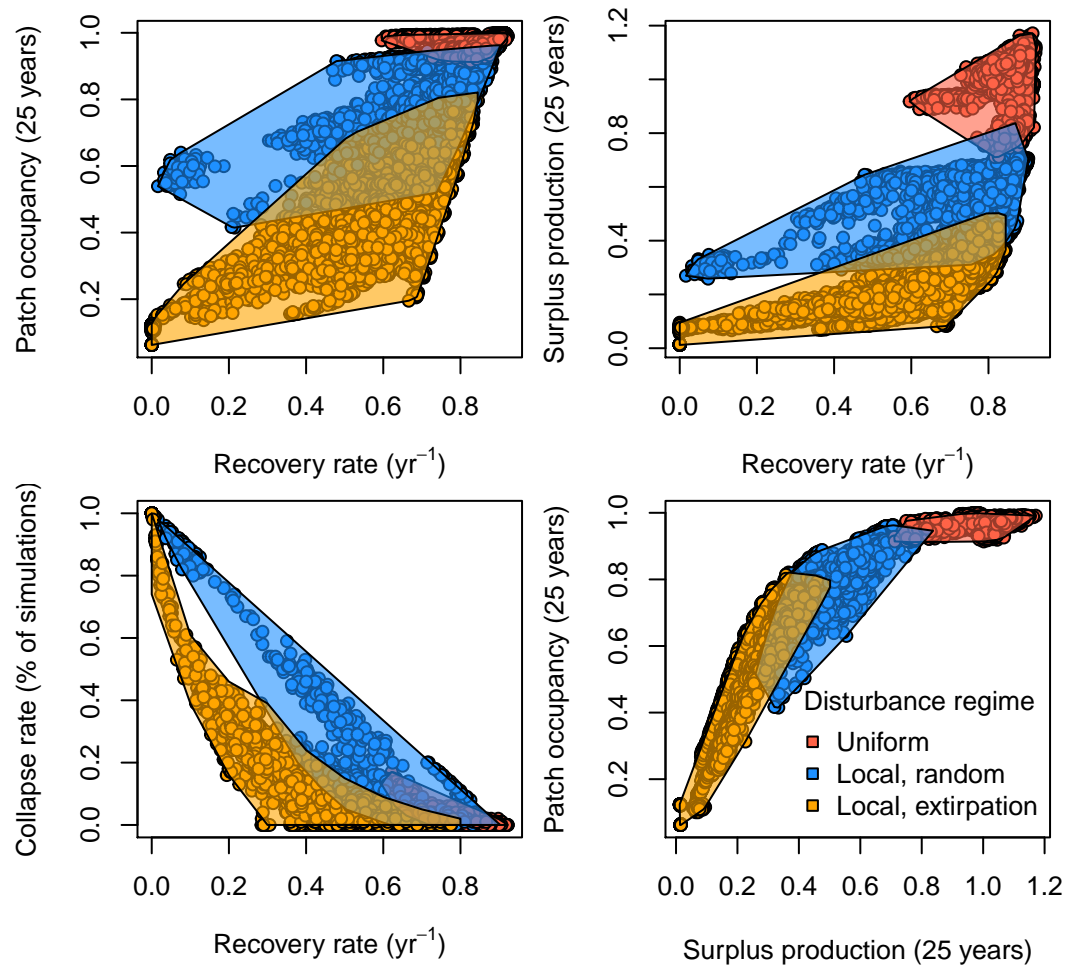 Patch occupancy (25 years)
1.0
0.8
0.6
0.4
0.2
0.0 0.2 0.4 0.6 0.8
Recovery rate (yr⁻¹)
Surplus production (25 years)
1.2
0.8
0.4
0.0
0.0 0.2 0.4 0.6 0.8
Recovery rate (yr⁻¹)
Collapse rate (% of simulations)
1.0
0.8
0.6
0.4
0.2
0.0
0.0 0.2 0.4 0.6 0.8
Recovery rate (yr⁻¹)
Patch occupancy (25 years)
1.0
0.8
0.6
0.4
0.2
Disturbance regime
Uniform
Local, random
Local, extirpation
0.0 0.2 0.4 0.6 0.8 1.0 1.2
Surplus production (25 years)